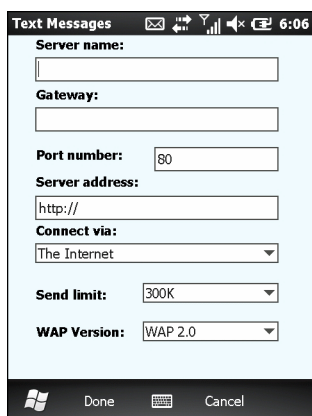 Text Messages 6:06
Server name:
Gateway:
Port number: 80
Server address:
http://
Connect via:
The Internet
Send limit: 300K
WAP Version: WAP 2.0
Done Cancel